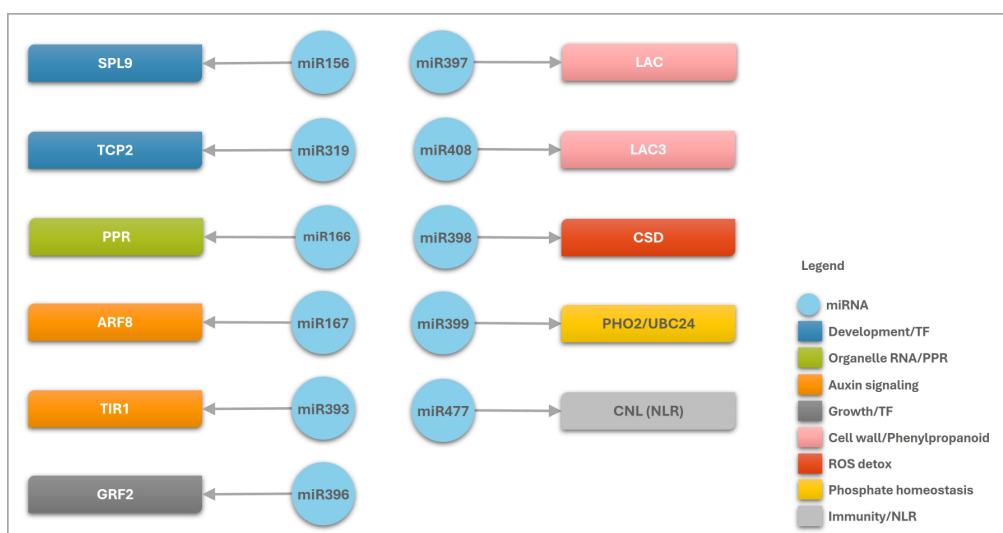 SPL9 miR156 miR397 LAC
TCP2 miR319 miR408 LAC3
PPR miR166 miR398 CSD
ARF8 miR167 miR399 PHO2/UBC24
TIR1 miR393 miR477 CNL (NLR)
GRF2 miR396
Legend
miRNA
Development/TF
Organelle RNA/PPR
Auxin signaling
Growth/TF
Cell wall/Phenylpropanoid
ROS detox
Phosphate homeostasis
Immunity/NLR